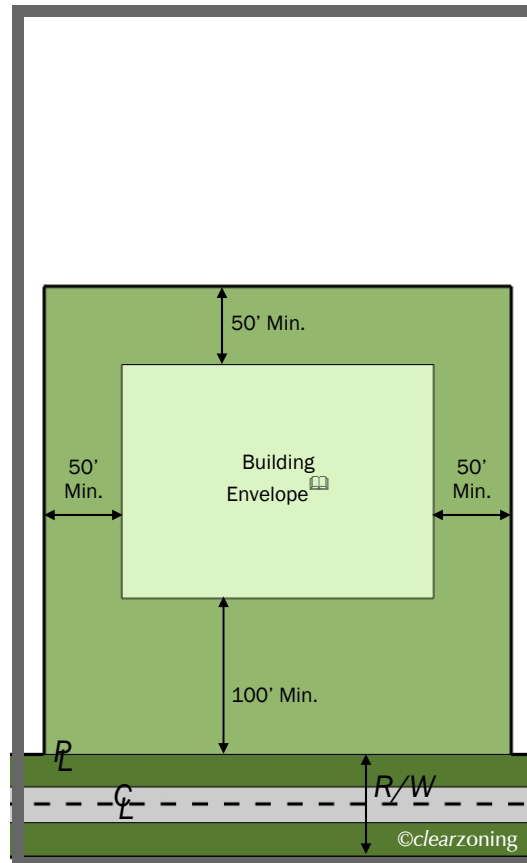 50’ Min.
50’
Min.
Building
Envelope
50’
Min.
100’ Min.
PL
CL
R/W
©clearzoning